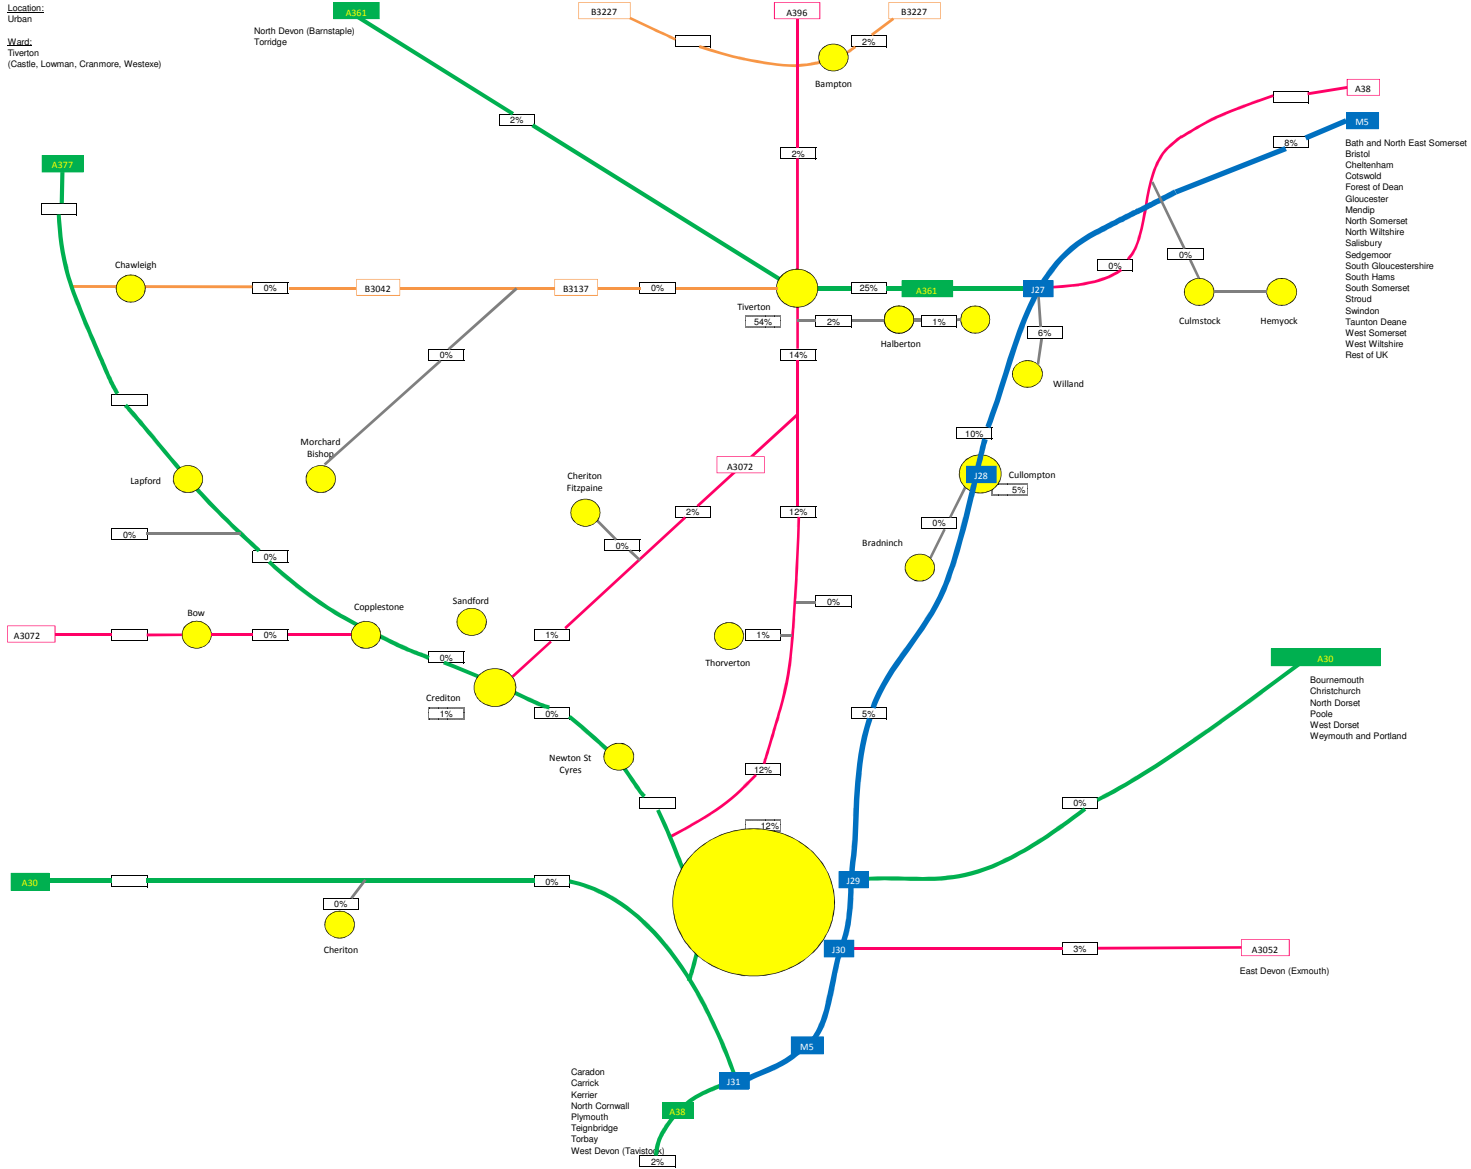 Location:
Urban
Ward:
Tiverton
(Castle, Lowman, Cranmore, Westexe)
A361
North Devon (Barnstaple)
Torridge
B3227
A396
B3227
2%
Bampton
A38
M5
8%
2%
2%
Bath and North East Somerset
Bristol
Cheltenham
Cotswold
Forest of Dean
Gloucester
Mendip
North Somerset
North Wiltshire
Salisbury
Sedgemoor
South Gloucestershire
South Hams
South Somerset
Stroud
Swindon
Taunton Deane
West Somerset
West Wiltshire
Rest of UK
A377
Chawleigh
0%
B3042
B3137
0%
Tiverton
54%
25%
A361
J27
0%
0%
Culmstock
Hemyock
2%
Halberton
1%
6%
Willand
14%
0%
Morchard
Bishop
Lapford
A3072
Cheriton
Fitzpaine
2%
0%
12%
10%
J28
Cullompton
5%
0%
Bradninch
0%
0%
0%
A3072
Bow
0%
Copplestone
Sandford
0%
1%
Thorverton
1%
Crediton
1%
0%
Newton St
Cyres
5%
12%
12%
A30
Bournemouth
Christchurch
North Dorset
Poole
West Dorset
Weymouth and Portland
0%
A30
0%
0%
Cheriton
J29
J30
3%
A3052
East Devon (Exmouth)
M5
J31
A38
Caradon
Carrick
Kerrier
North Cornwall
Plymouth
Teignbridge
Torbay
West Devon (Tavistock)
2%